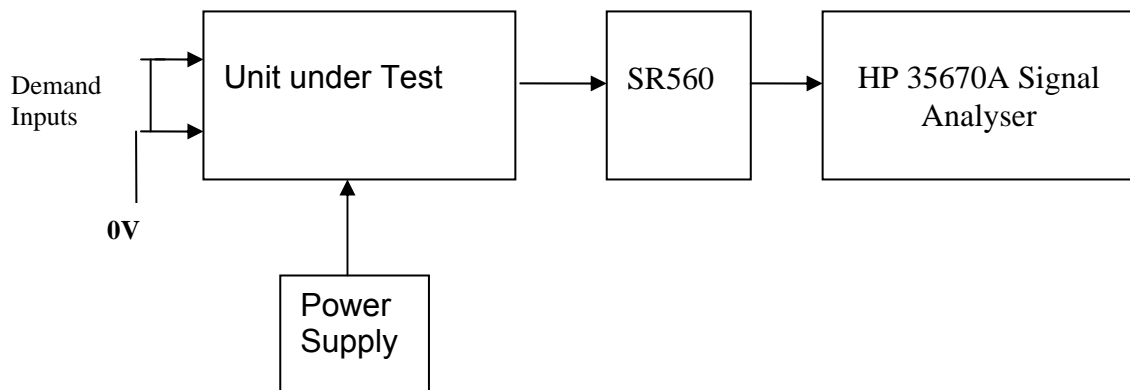 Demand
Inputs
0V
Unit under Test
SR560
HP 35670A Signal
Analyser
Power
Supply